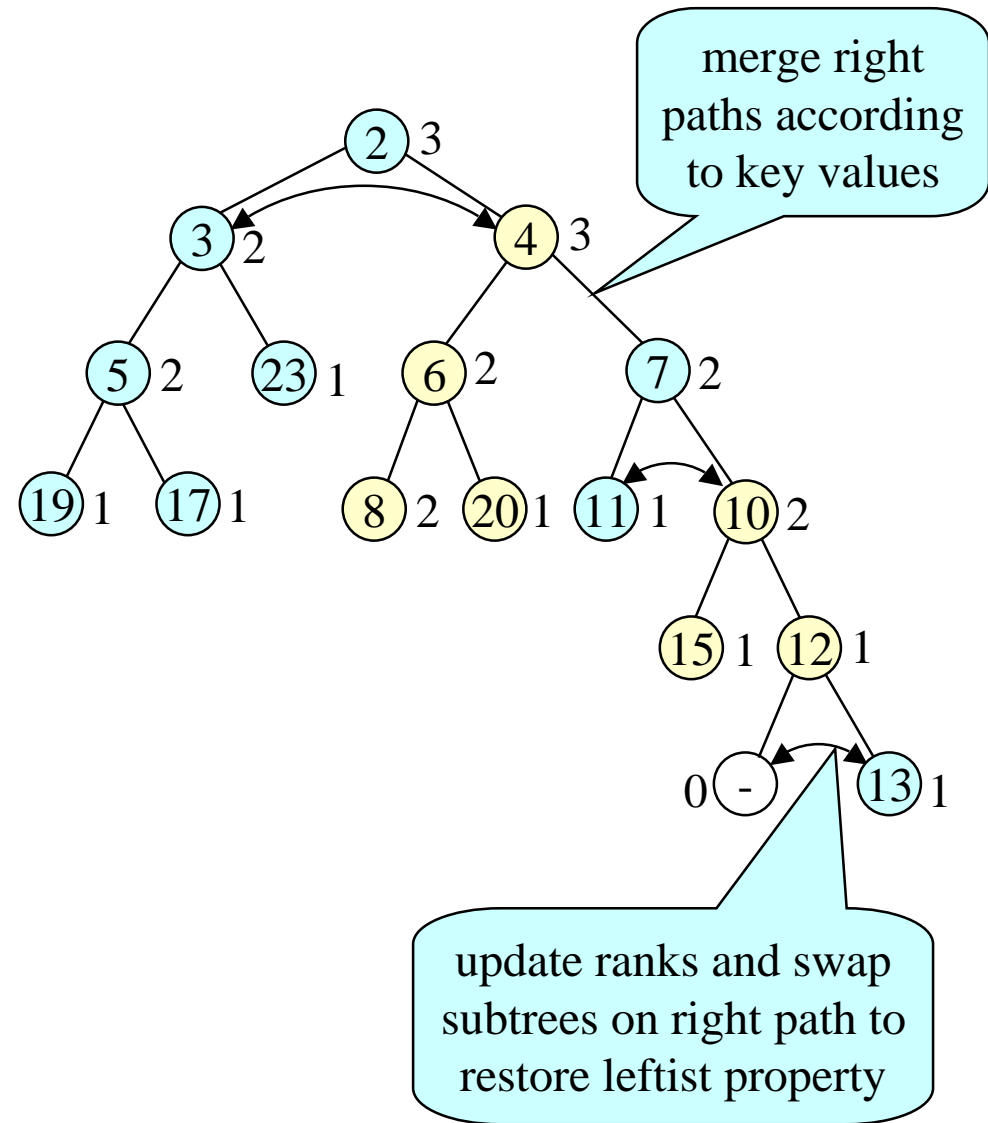 merge right
paths according
to key values
2 3
3 2 4 3
5 2 23 1 6 2 7 2
19 1 17 1 8 2 20 1 11 1 10 2
15 1 12 1
0 - 13 1
update ranks and swap
subtrees on right path to
restore leftist property